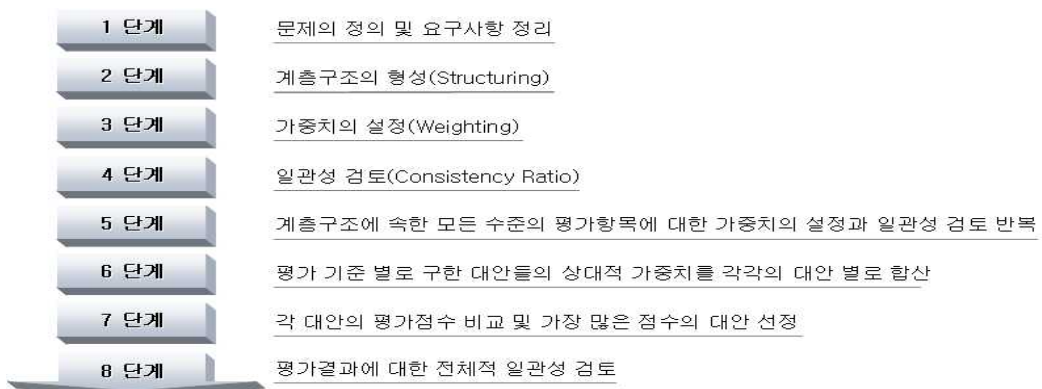 1 단계 문제의 정의 및 요구사항 정리
2 단계 계층구조의 형성(Structuring)
3 단계 가중치의 설정(Weighting)
4 단계 일관성 검토(Consistency Ratio)
5 단계 계층구조에 속한 모든 수준의 평가항목에 대한 가중치의 설정과 일관성 검토 반복
6 단계 평가 기준 별로 구한 대안들의 상대적 가중치를 각각의 대안 별로 합산
7 단계 각 대안의 평가점수 비교 및 가장 많은 점수의 대안 선정
8 단계 평가결과에 대한 전체적 일관성 검토